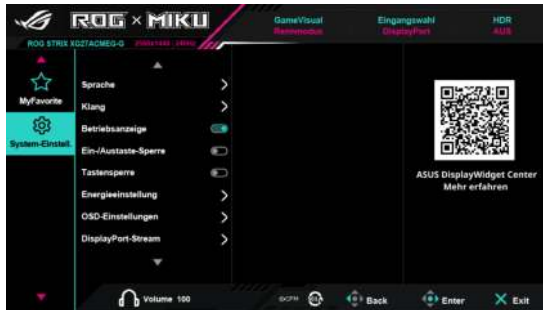 ROG × MIKU
GameVisual
Rennmodus
Eingangswahl
DisplayPort
HDR
AUS
ROG STRIX XG27ACMEG-G
MyFavorite
System-Einstell.
Sprache
Klang
Betriebsanzeige
Ein-/Austaste-Sperre
Tastensperre
Energieeinstellung
OSD-Einstellungen
DisplayPort-Stream
ASUS DisplayWidget Center
Mehr erfahren
Volume 100
Back
Enter
Exit